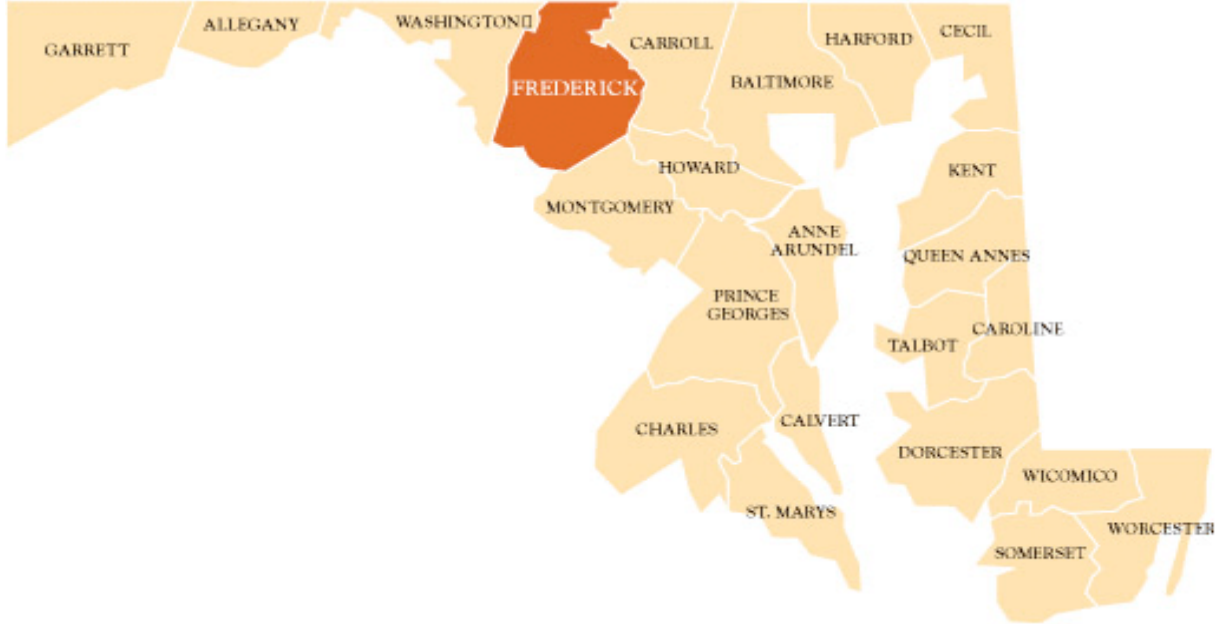 GARRETT
ALLEGANY
WASHINGTON▯
FREDERICK
CARROLL
BALTIMORE
HARFORD
CECIL
HOWARD
MONTGOMERY
KENT
ANNE
ARUNDEL
QUEEN ANNES
PRINCE
GEORGES
TALBOT
CAROLINE
CHARLES
CALVERT
DORCESTER
WICOMICO
ST. MARYS
WORCESTER
SOMERSET